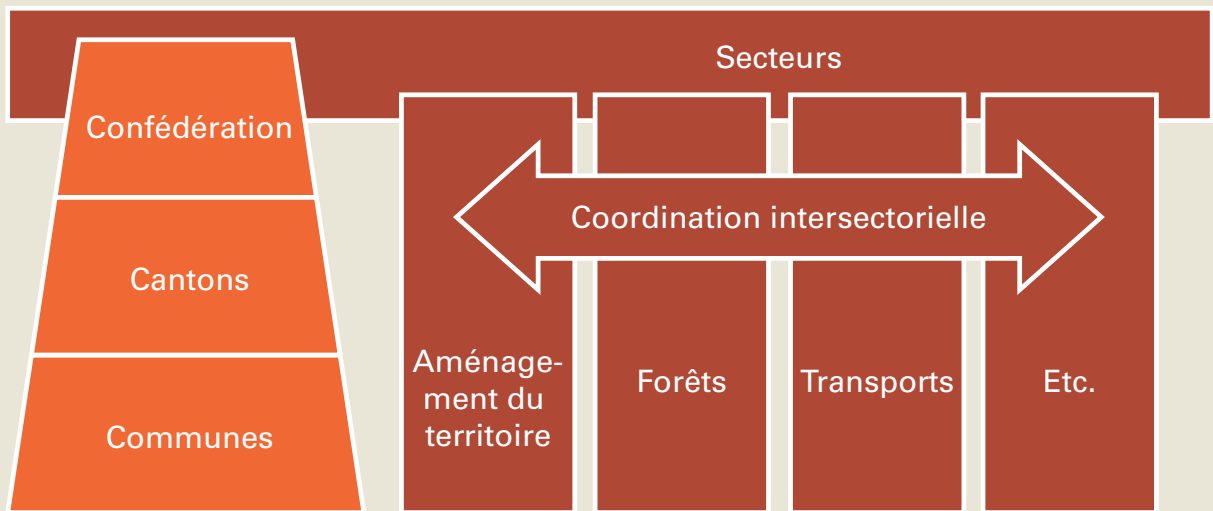 Secteurs
Confédération
Cantons
Communes
Coordination intersectorielle
Aménage-
ment du
territoire
Forêts
Transports
Etc.